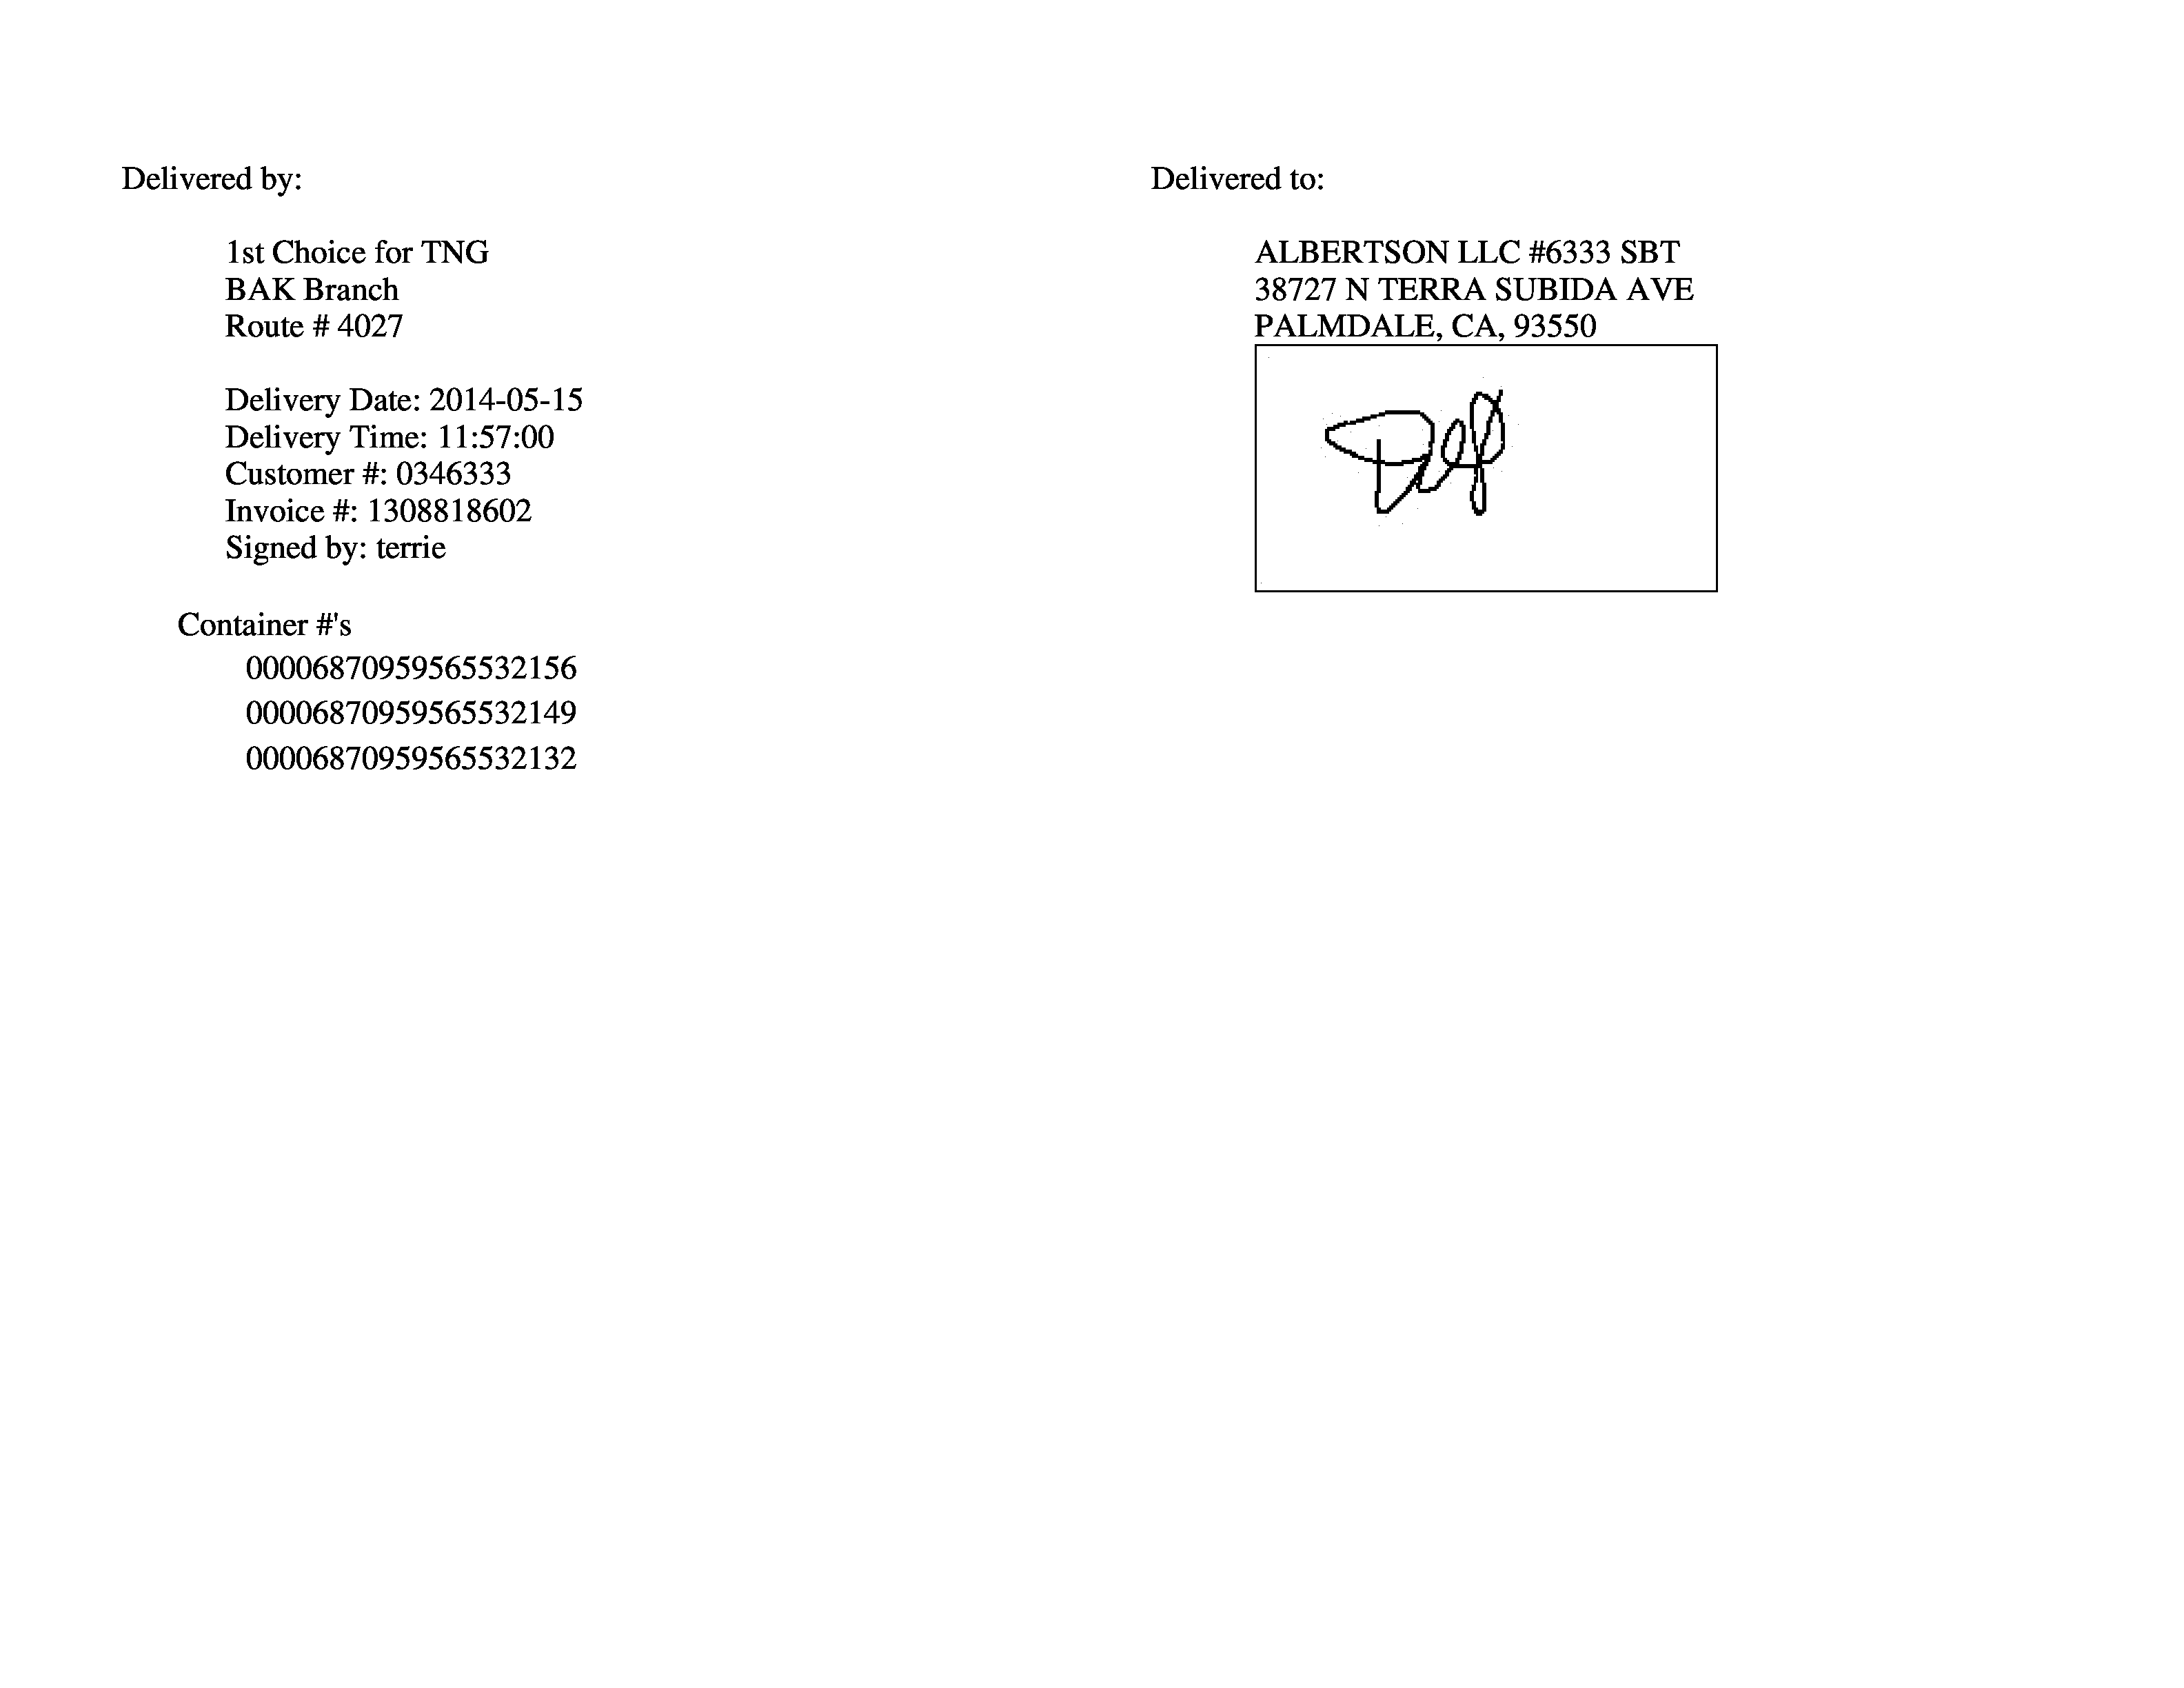 Delivered by:
1st Choice for TNG
BAK Branch
Route # 4027
Delivery Date: 2014-05-15
Delivery Time: 11:57:00
Customer #: 0346333
Invoice #: 1308818602
Signed by: terrie
Container #'s
00006870959565532156
00006870959565532149
00006870959565532132
Delivered to:
ALBERTSON LLC #6333 SBT
38727 N TERRA SUBIDA AVE
PALMDALE, CA, 93550